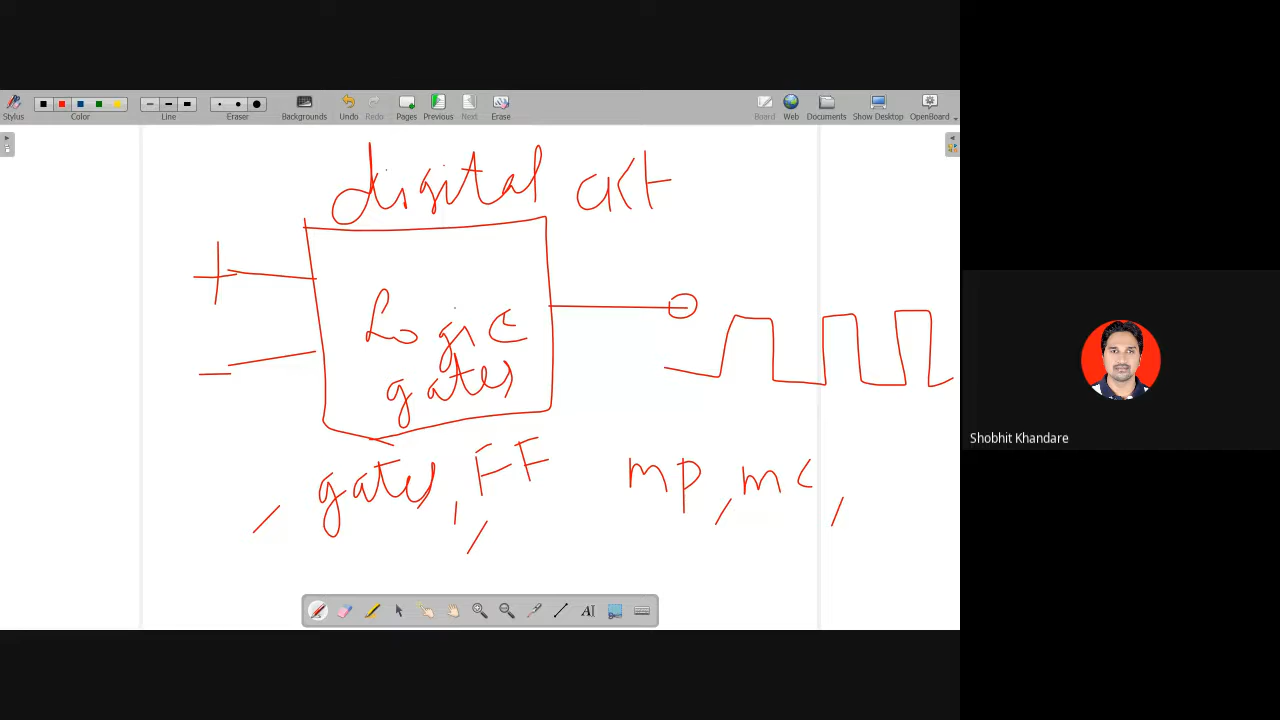 Stylus
Color
Line
Eraser
Backgrounds
Undo
Redo
Pages
Previous
Next
Erase
Board
Web
Documents
Show Desktop
OpenBoard
digital ckt
+
Logic
gates
-
gates, FF mp, mc,
AI
Shobhit Khandare